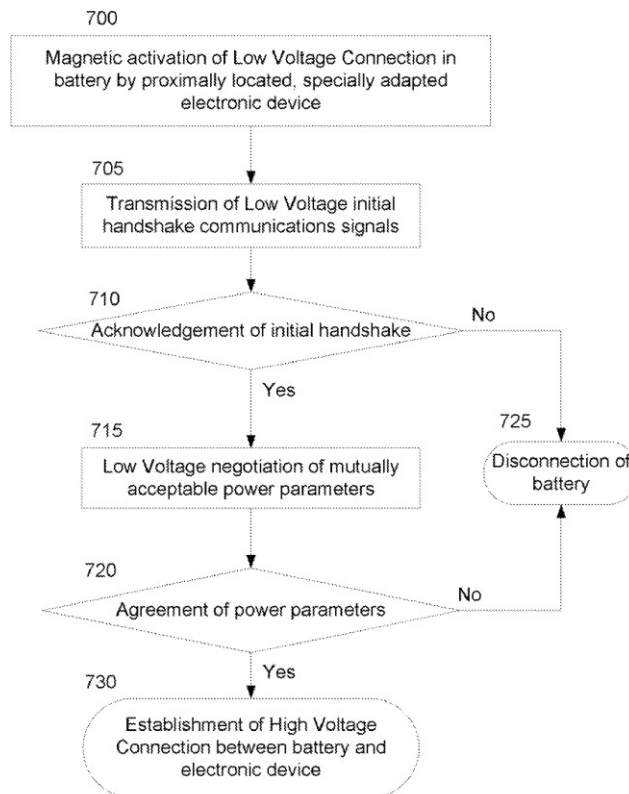 700
Magnetic activation of Low Voltage Connection in
battery by proximally located, specially adapted
electronic device
705
Transmission of Low Voltage initial
handshake communications signals
710
Acknowledgement of initial handshake
No
Yes
715
Low Voltage negotiation of mutually
acceptable power parameters
725
Disconnection of
battery
720
Agreement of power parameters
No
Yes
730
Establishment of High Voltage
Connection between battery and
electronic device